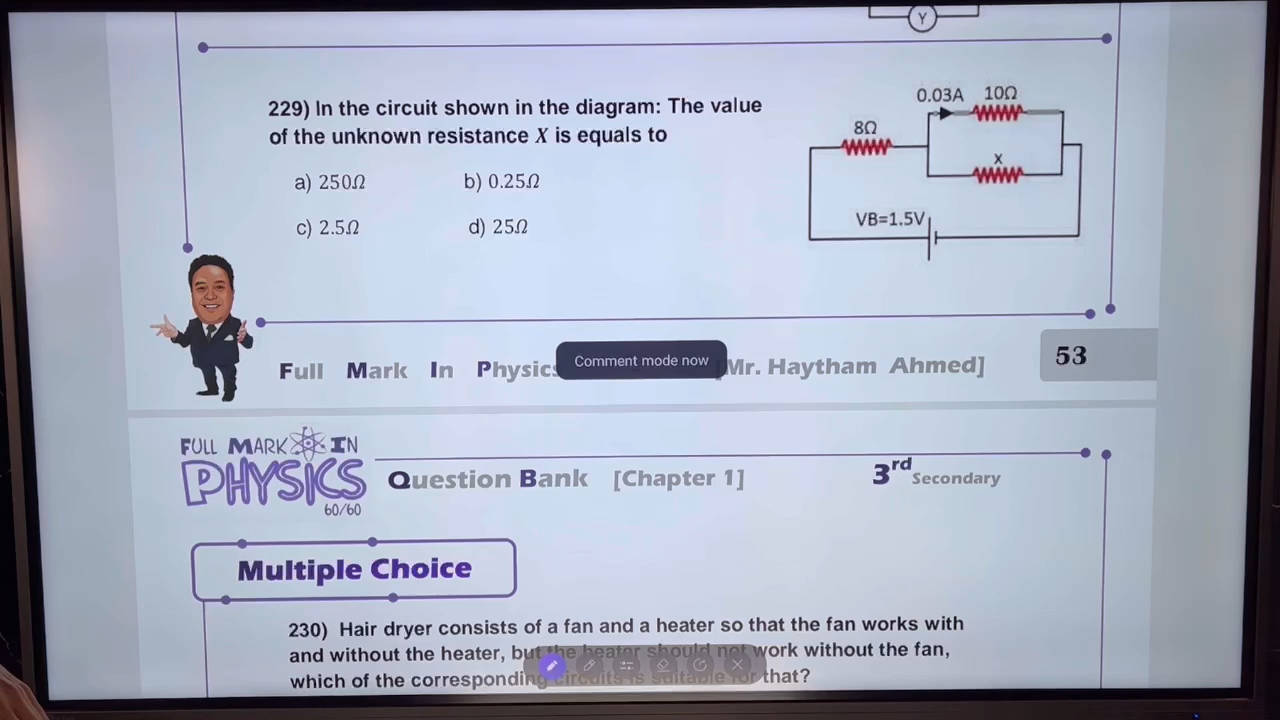 Y
229) In the circuit shown in the diagram: The value
of the unknown resistance X is equals to
a) 250Ω
b) 0.25Ω
c) 2.5Ω
d) 25Ω
0.03A
10Ω
8Ω
X
VB=1.5V
Full Mark In Physics
Comment mode now
[Mr. Haytham Ahmed]
53
FULL MARK IN
PHYSICS
60/60
Question Bank [Chapter 1]
3rd Secondary
Multiple Choice
230) Hair dryer consists of a fan and a heater so that the fan works with
and without the heater, but the heater should not work without the fan,
which of the corresponding circuits is suitable for that?